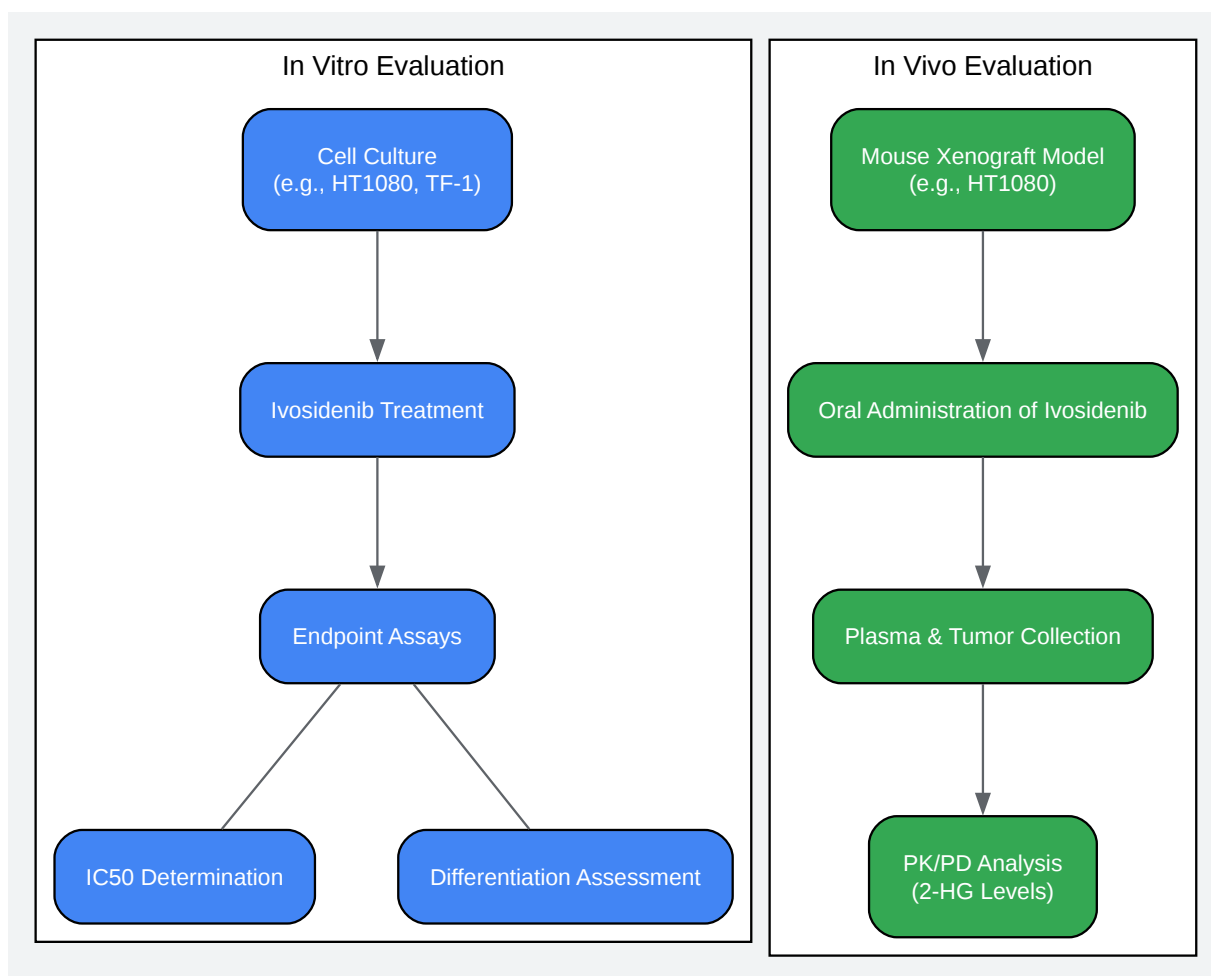 In Vitro Evaluation
Cell Culture
(e.g., HT1080, TF-1)
Ivosidenib Treatment
Endpoint Assays
IC50 Determination
Differentiation Assessment
In Vivo Evaluation
Mouse Xenograft Model
(e.g., HT1080)
Oral Administration of Ivosidenib
Plasma & Tumor Collection
PK/PD Analysis
(2-HG Levels)